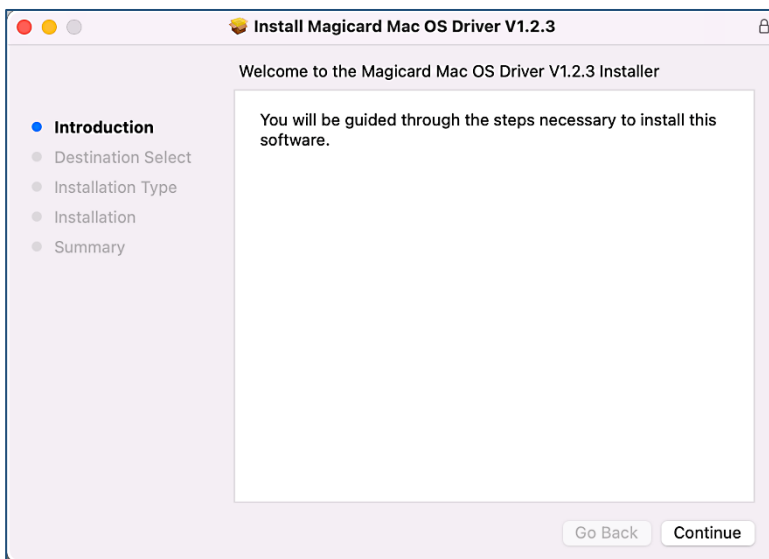 Install Magicard Mac OS Driver V1.2.3
Welcome to the Magicard Mac OS Driver V1.2.3 Installer
Introduction
Destination Select
Installation Type
Installation
Summary
You will be guided through the steps necessary to install this
software.
Go Back
Continue